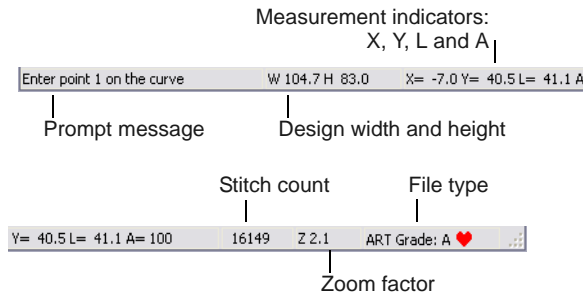 Measurement indicators:
X, Y, L and A
Enter point 1 on the curve W 104.7 H 83.0 X= -7.0 Y= 40.5 L= 41.1 A
Prompt message Design width and height
Stitch count File type
Y= 40.5 L= 41.1 A= 100 16149 Z 2.1 ART Grade: A
Zoom factor